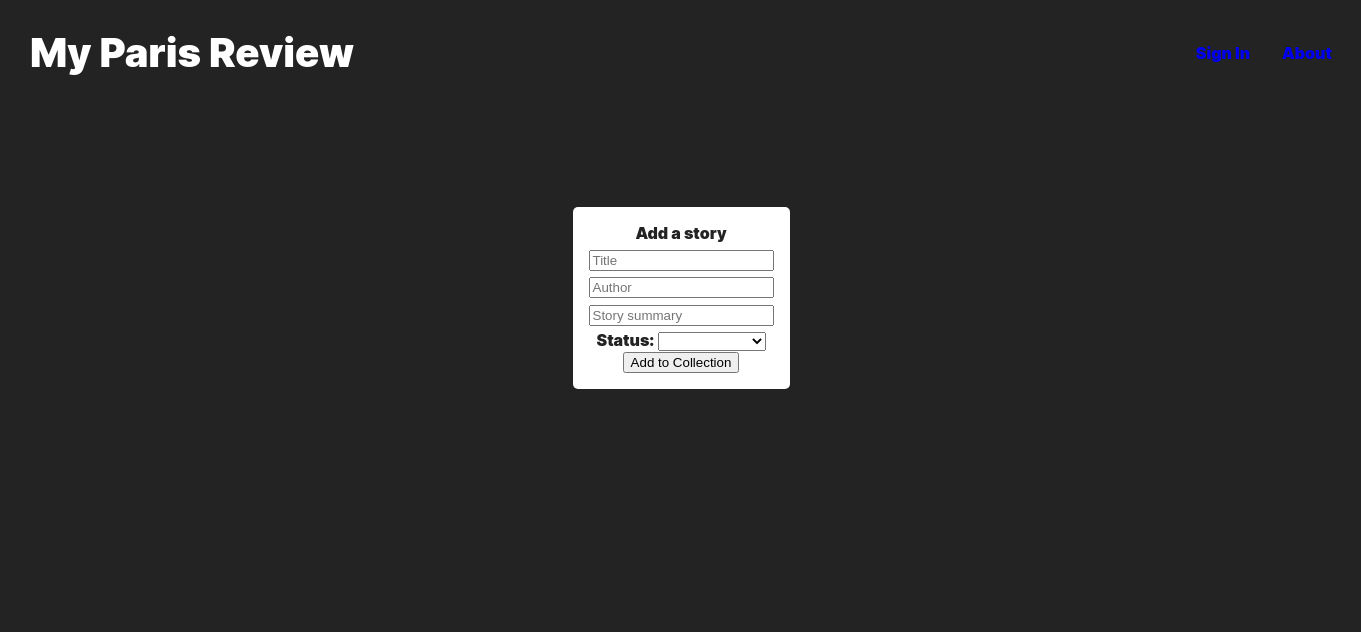 My Paris Review
Sign In About
Add a story
Title
Author
Story summary
Status:
Add to Collection